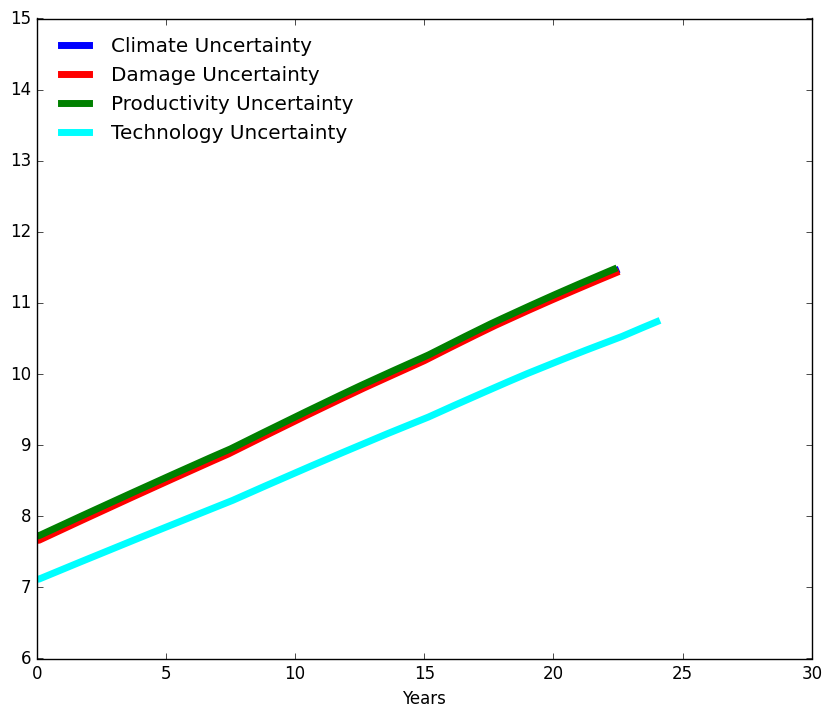 15
14
13
12
11
10
9
8
7
6
Climate Uncertainty
Damage Uncertainty
Productivity Uncertainty
Technology Uncertainty
0 5 10 15 20 25 30
Years